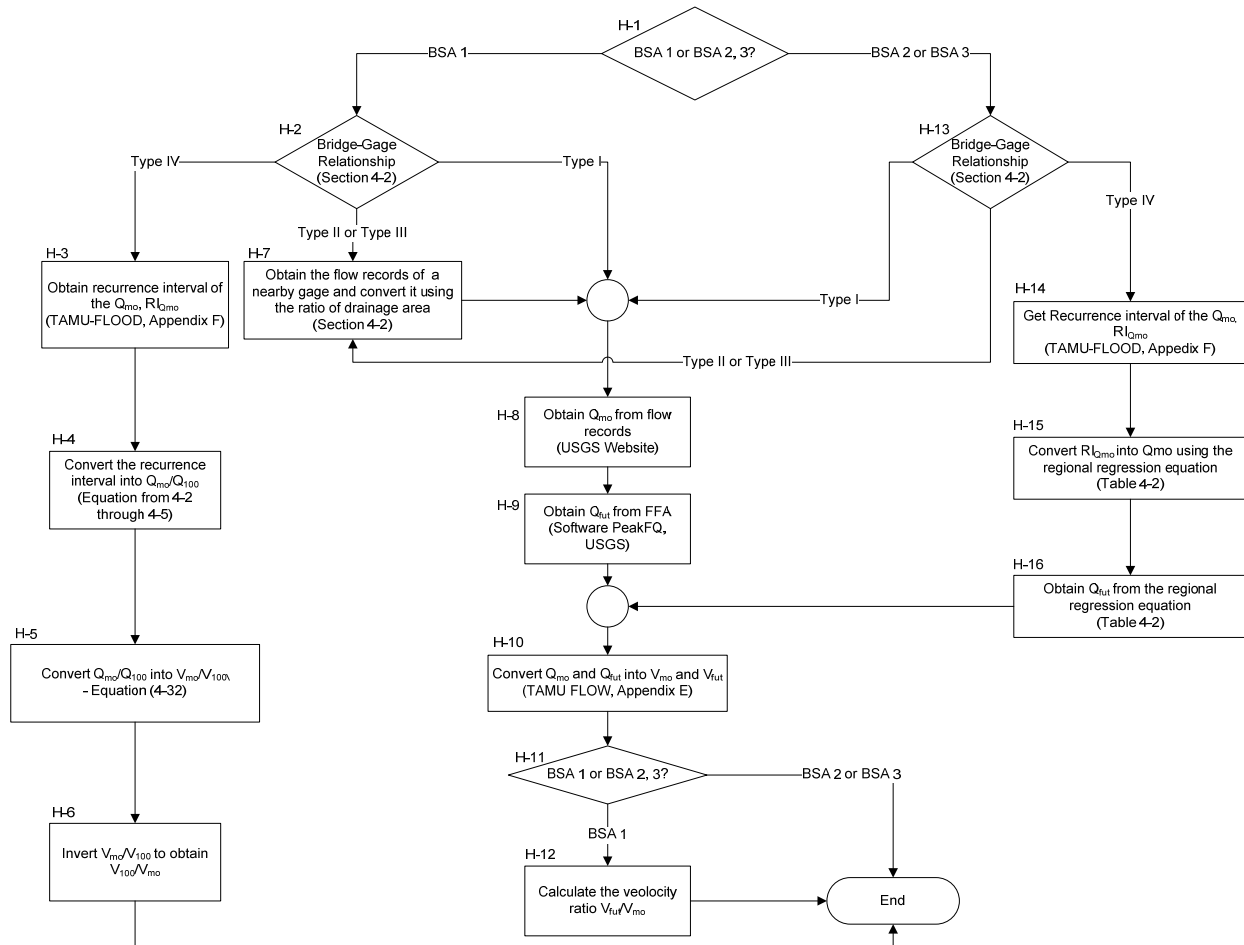 H-1
BSA 1 or BSA 2, 3?
BSA 1
BSA 2 or BSA 3
H-2
Bridge-Gage
Relationship
(Section 4-2)
Type IV
Type I
Type II or Type III
H-13
Bridge-Gage
Relationship
(Section 4-2)
Type IV
Type I
Type II or Type III
H-3
Obtain recurrence interval of
the Qmo, RIQmo
(TAMU-FLOOD, Appendix F)
H-7
Obtain the flow records of a
nearby gage and convert it using
the ratio of drainage area
(Section 4-2)
H-14
Get Recurrence interval of the Qmo,
RIQmo
(TAMU-FLOOD, Appedix F)
H-8
Obtain Qmo from flow
records
(USGS Website)
H-4
Convert the recurrence
interval into Qmo/Q100
(Equation from 4-2
through 4-5)
H-15
Convert RIQmo into Qmo using the
regional regression equation
(Table 4-2)
H-9
Obtain Qfut from FFA
(Software PeakFQ,
USGS)
H-16
Obtain Qfut from the regional
regression equation
(Table 4-2)
H-5
Convert Qmo/Q100 into Vmo/V100\
- Equation (4-32)
H-10
Convert Qmo and Qfut into Vmo and Vfut
(TAMU FLOW, Appendix E)
H-11
BSA 1 or BSA 2, 3?
BSA 2 or BSA 3
BSA 1
H-6
Invert Vmo/V100 to obtain
V100/Vmo
H-12
Calculate the veolocity
ratio Vfut/Vmo
End